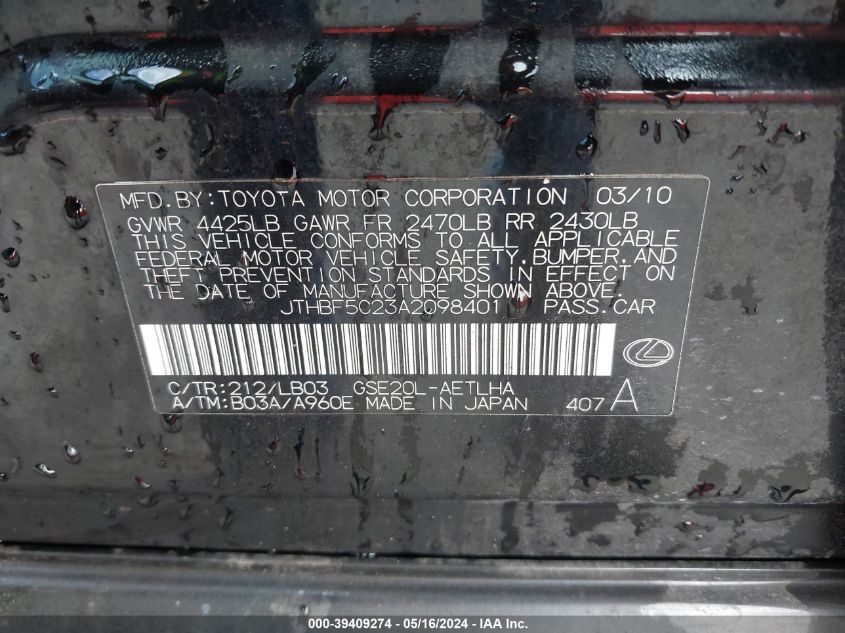 MFD. BY: TOYOTA MOTOR CORPORATION 03/10
GVWR 4425LB GAWR FR 2470LB RR 2430LB
THIS VEHICLE CONFORMS TO ALL APPLICABLE
FEDERAL MOTOR VEHICLE SAFETY, BUMPER, AND
THEFT PREVENTION STANDARDS IN EFFECT ON
THE DATE OF MANUFACTURE SHOWN ABOVE.
JTHBF5C23A2098401 PASS. CAR
C/TR: 212/LB03 GSE20L-AETLHA
A/TM: B03A/A960E MADE IN JAPAN 407 A
000-39409274 - 05/16/2024 - IAA Inc.